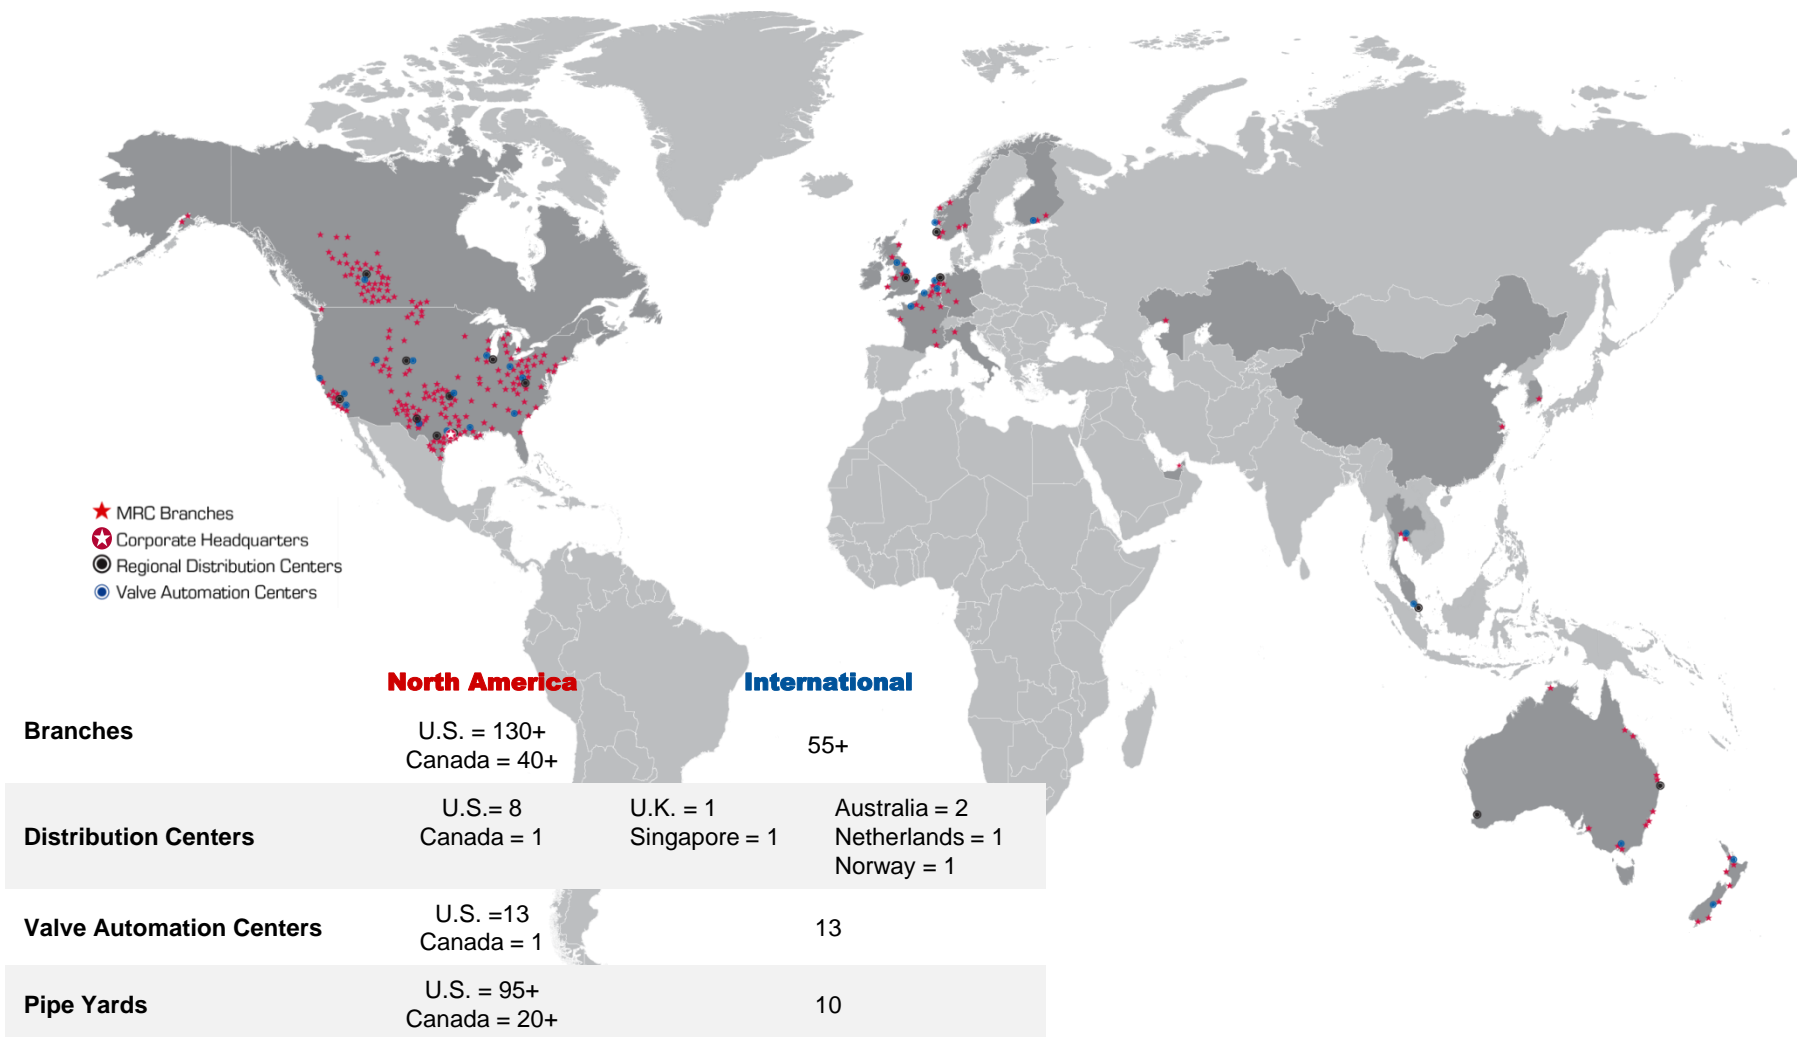 MRC Branches
Corporate Headquarters
Regional Distribution Centers
Valve Automation Centers
North America International
Branches
U.S. = 130+
Canada = 40+
55+
Distribution Centers
U.S.= 8
Canada = 1
U.K. = 1
Singapore = 1
Australia = 2
Netherlands = 1
Norway = 1
Valve Automation Centers
U.S. =13
Canada = 1
13
Pipe Yards
U.S. = 95+
Canada = 20+
10